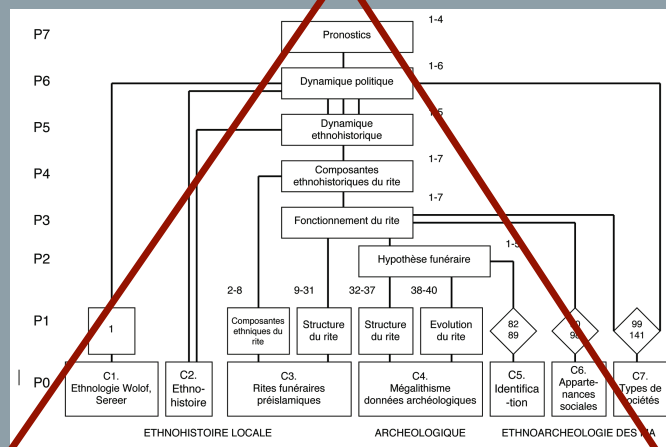 1-4
P7
Pronostics
1-6
P6
Dynamique politique
P5
Dynamique
ethnohistorique
1-7
P4
Composantes
ethnohistoriques du rite
1-7
P3
Fonctionnement du rite
P2
Hypothèse funéraire
2-8
9-31
32-37
38-40
P1
1
Composantes
ethniques du
rite
Structure
du rite
Structure
du rite
Evolution
du rite
82
89
99
141
P0
C1.
Ethnologie Wolof,
Sereer
C2.
Ethno-
histoire
C3.
Rites funéraires
préislamiques
C4.
Mégalithisme
données archéologiques
C5.
Identifica
-tion
C6.
Apparte-
nances
sociales
C7.
Types de
sociétés
ETHNOHISTOIRE LOCALE
ARCHEOLOGIQUE
ETHNOARCHEOLOGIE DES